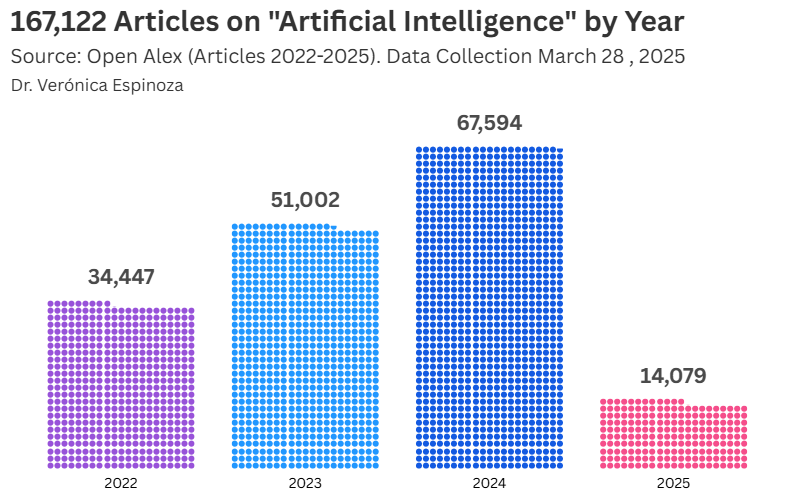 167,122 Articles on "Artificial Intelligence" by Year
Source: Open Alex (Articles 2022-2025). Data Collection March 28 , 2025
Dr. Verónica Espinoza
67,594
51,002
34,447
14,079
2022 2023 2024 2025